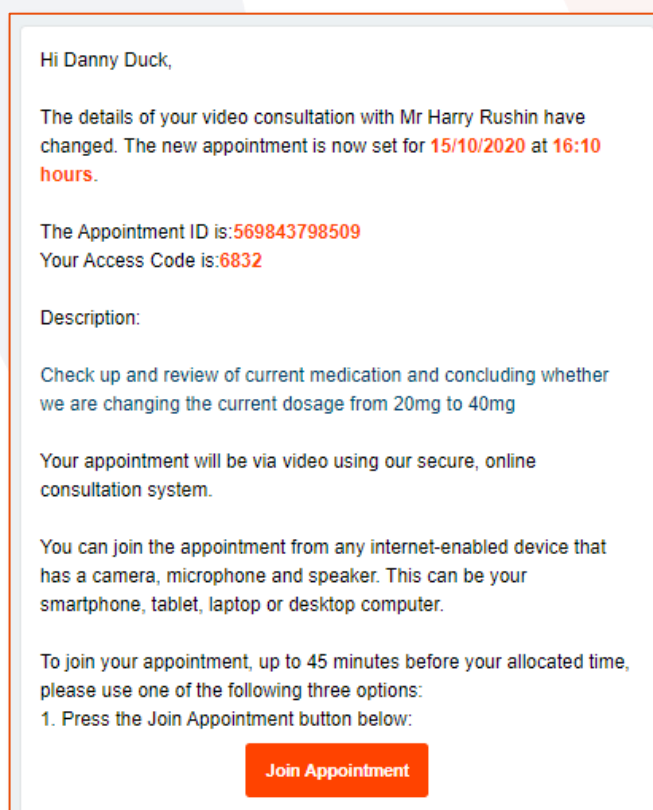 Hi Danny Duck,
The details of your video consultation with Mr Harry Rushin have
changed. The new appointment is now set for 15/10/2020 at 16:10
hours.
The Appointment ID is:569843798509
Your Access Code is:6832
Description:
Check up and review of current medication and concluding whether
we are changing the current dosage from 20mg to 40mg
Your appointment will be via video using our secure, online
consultation system.
You can join the appointment from any internet-enabled device that
has a camera, microphone and speaker. This can be your
smartphone, tablet, laptop or desktop computer.
To join your appointment, up to 45 minutes before your allocated time,
please use one of the following three options:
1. Press the Join Appointment button below:
Join Appointment